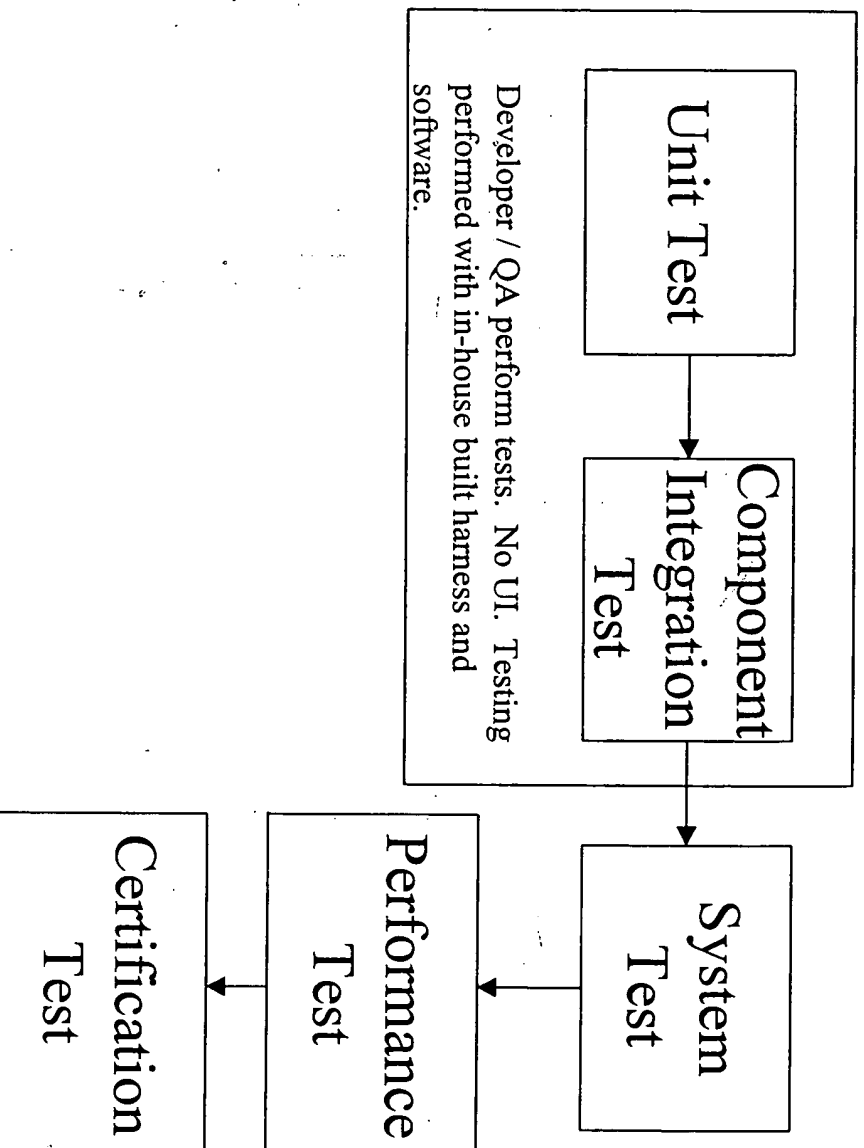 Unit Test
Component
Integration
Test
System
Test
Developer / QA perform tests. No UI. Testing
performed with in-house built harness and
software.
Performance
Test
Certification
Test